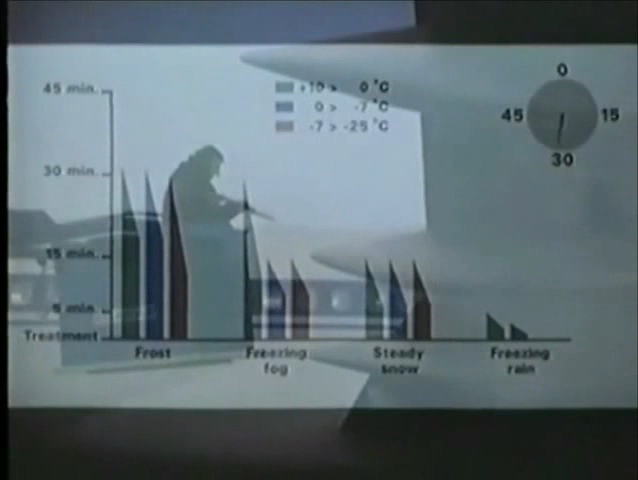 45 min.
+10 > 0 °C
0 > -7 °C
-7 > -25 °C
0
45
15
30
30 min.
15 min.
5 min.
Treatment
Frost
Freezing fog
Steady snow
Freezing rain